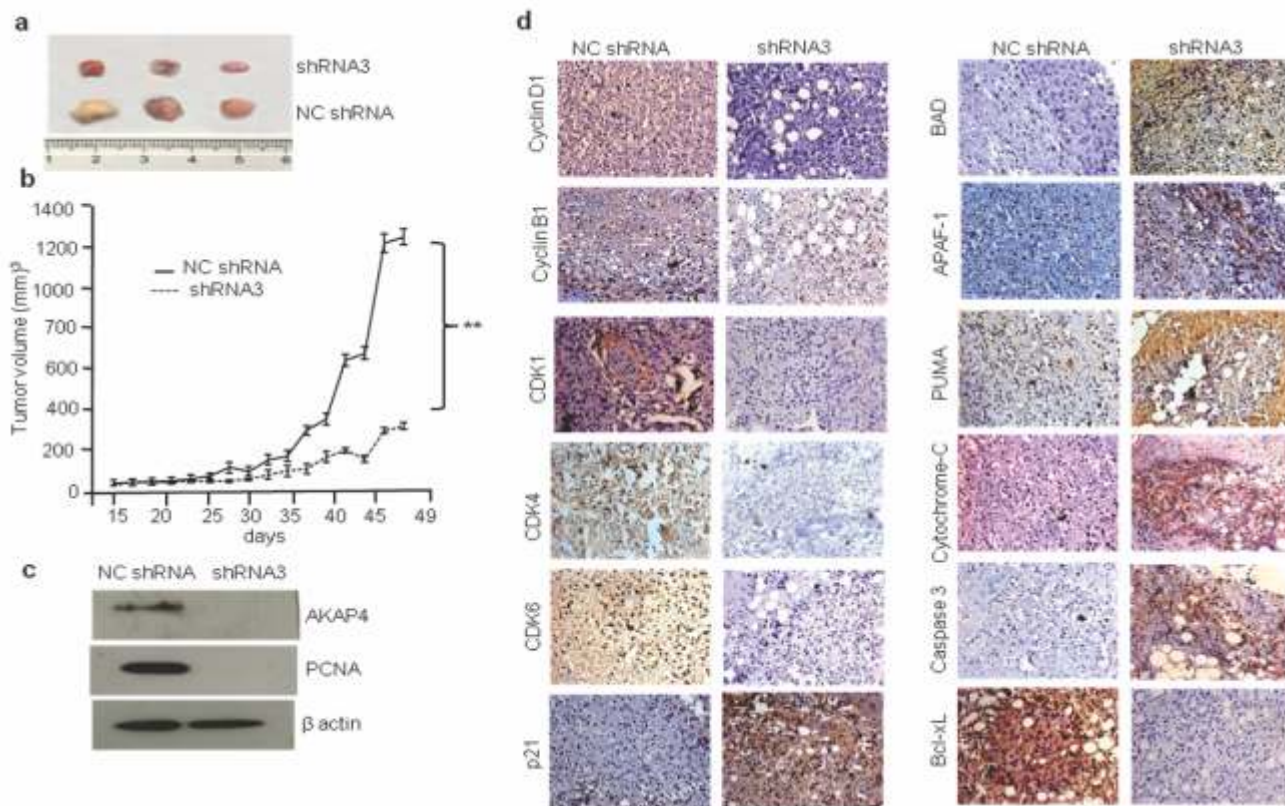 a
shRNA3
NC shRNA
1 2 3 4 5 6
b
1400
1200
1000
700
600
400
200
0
Tumor volume (mm)³
NC shRNA
shRNA3
**
15 20 25 30 35 40 45 49
days
c
NC shRNA shRNA3
AKAP4
PCNA
β actin
d
NC shRNA shRNA3
CyclinD1
Cyclin B1
CDK1
CDK4
CDK6
p21
NC shRNA shRNA3
BAD
APAF-1
PUMA
Cytochrome-C
Caspase 3
Bcl-xL